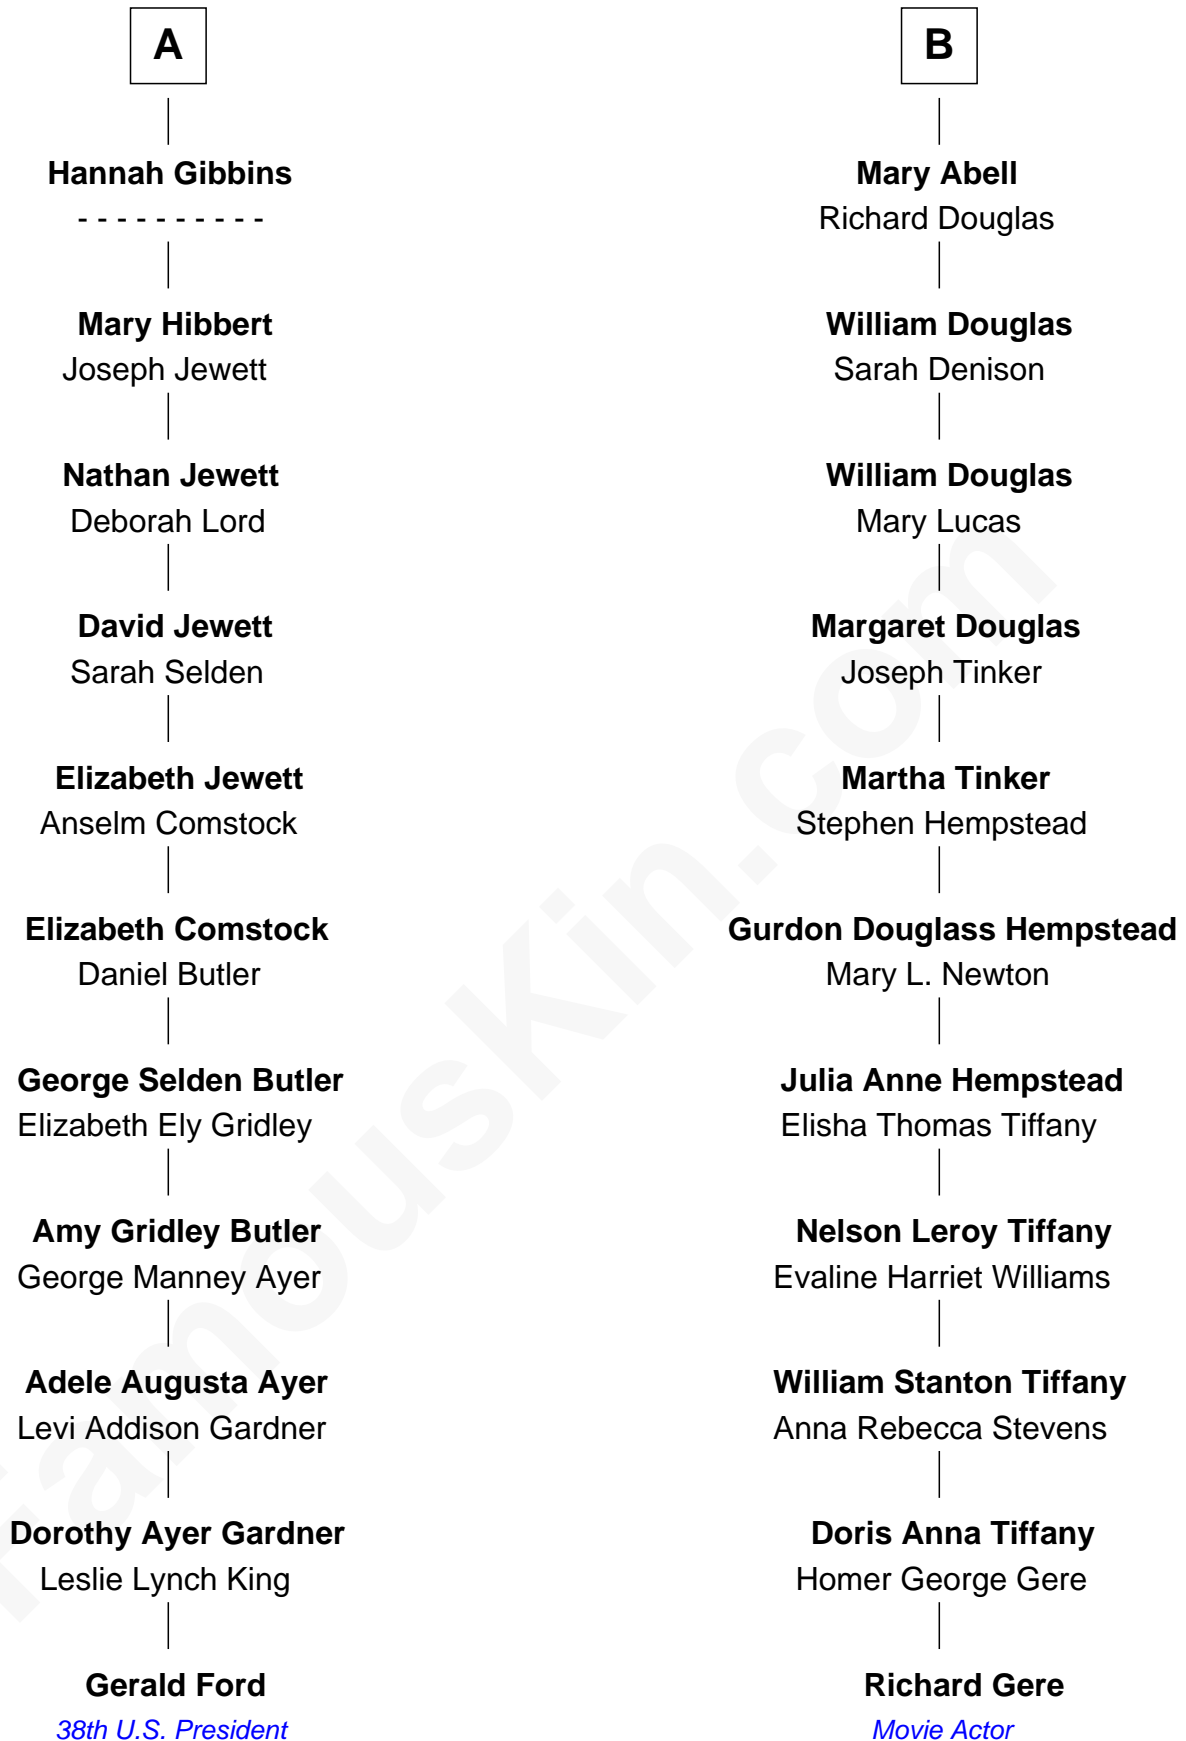 A
Hannah Gibbins
- - - - - - - - - -
Mary Hibbert
Joseph Jewett
Nathan Jewett
Deborah Lord
David Jewett
Sarah Selden
Elizabeth Jewett
Anselm Comstock
Elizabeth Comstock
Daniel Butler
George Selden Butler
Elizabeth Ely Gridley
Amy Gridley Butler
George Manney Ayer
Adele Augusta Ayer
Levi Addison Gardner
Dorothy Ayer Gardner
Leslie Lynch King
Gerald Ford
38th U.S. President
B
Mary Abell
Richard Douglas
William Douglas
Sarah Denison
William Douglas
Mary Lucas
Margaret Douglas
Joseph Tinker
Martha Tinker
Stephen Hempstead
Gurdon Douglass Hempstead
Mary L. Newton
Julia Anne Hempstead
Elisha Thomas Tiffany
Nelson Leroy Tiffany
Evaline Harriet Williams
William Stanton Tiffany
Anna Rebecca Stevens
Doris Anna Tiffany
Homer George Gere
Richard Gere
Movie Actor
FamousKin.com